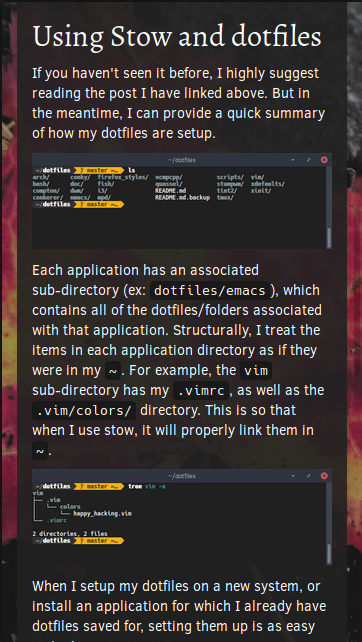 Using Stow and dotfiles
If you haven't seen it before, I highly suggest
reading the post I have linked above. But in
the meantime, I can provide a quick summary
of how my dotfiles are setup.
~/dotfiles
~/dotfiles master ls
arch/ conky/ firefox_styles/ ncmpcpp/ scripts/ vim/
bash/ doc/ fish/ quassel/ stumpwm/ xdefaults/
compton/ dwm/ i3/ README.md tint2/ xinit/
conkeror/ emacs/ mpd/ README.md.backup tmux/
~/dotfiles master
Each application has an associated
sub-directory (ex: dotfiles/emacs ), which
contains all of the dotfiles/folders associated
with that application. Structurally, I treat the
items in each application directory as if they
were in my ~ . For example, the vim
sub-directory has my .vimrc , as well as the
.vim/colors/ directory. This is so that
when I use stow, it will properly link them in
~ .
~/dotfiles
~/dotfiles master tree vim -a
vim
├── .vim
│   └── colors
│       └── happy_hacking.vim
└── .vimrc
2 directories, 2 files
~/dotfiles master
When I setup my dotfiles on a new system, or
install an application for which I already have
dotfiles saved for, setting them up is as easy